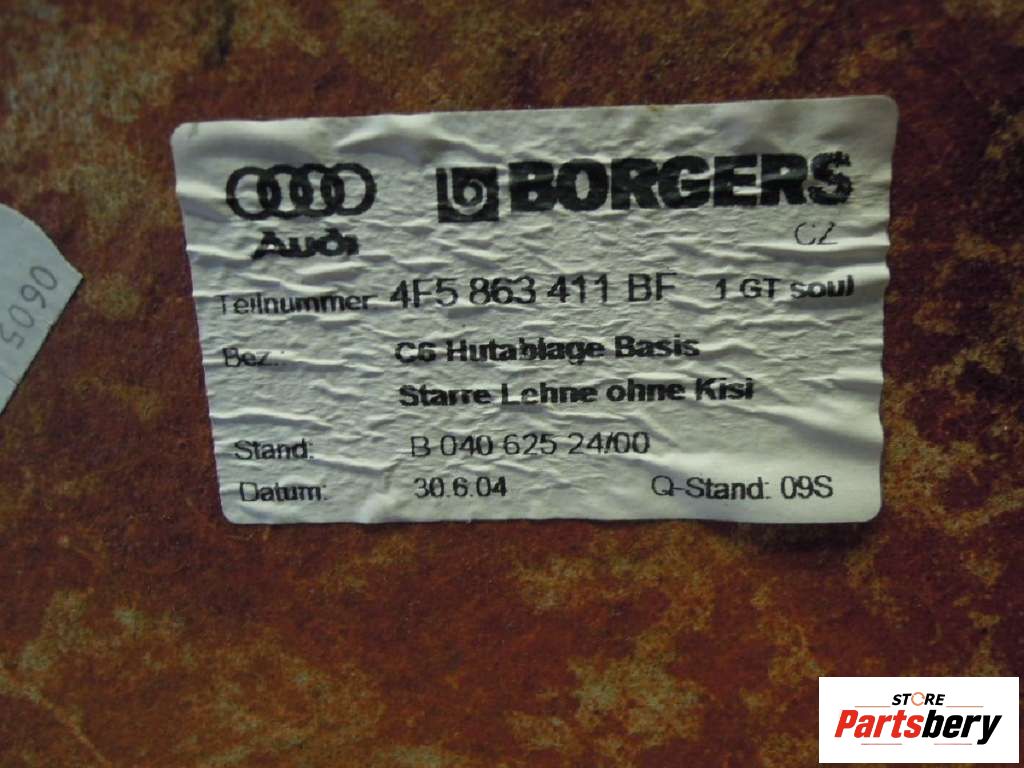 Audi
BORGERS
CZ
Teilnummer 4F5 863 411 BF 1 GT soul
Bez.: C6 Hutablage Basis
Starre Lehne ohne Kisi
Stand: B 040 625 24/00
Datum: 30.6.04 Q-Stand: 09S
0605
STORE
Partsbery